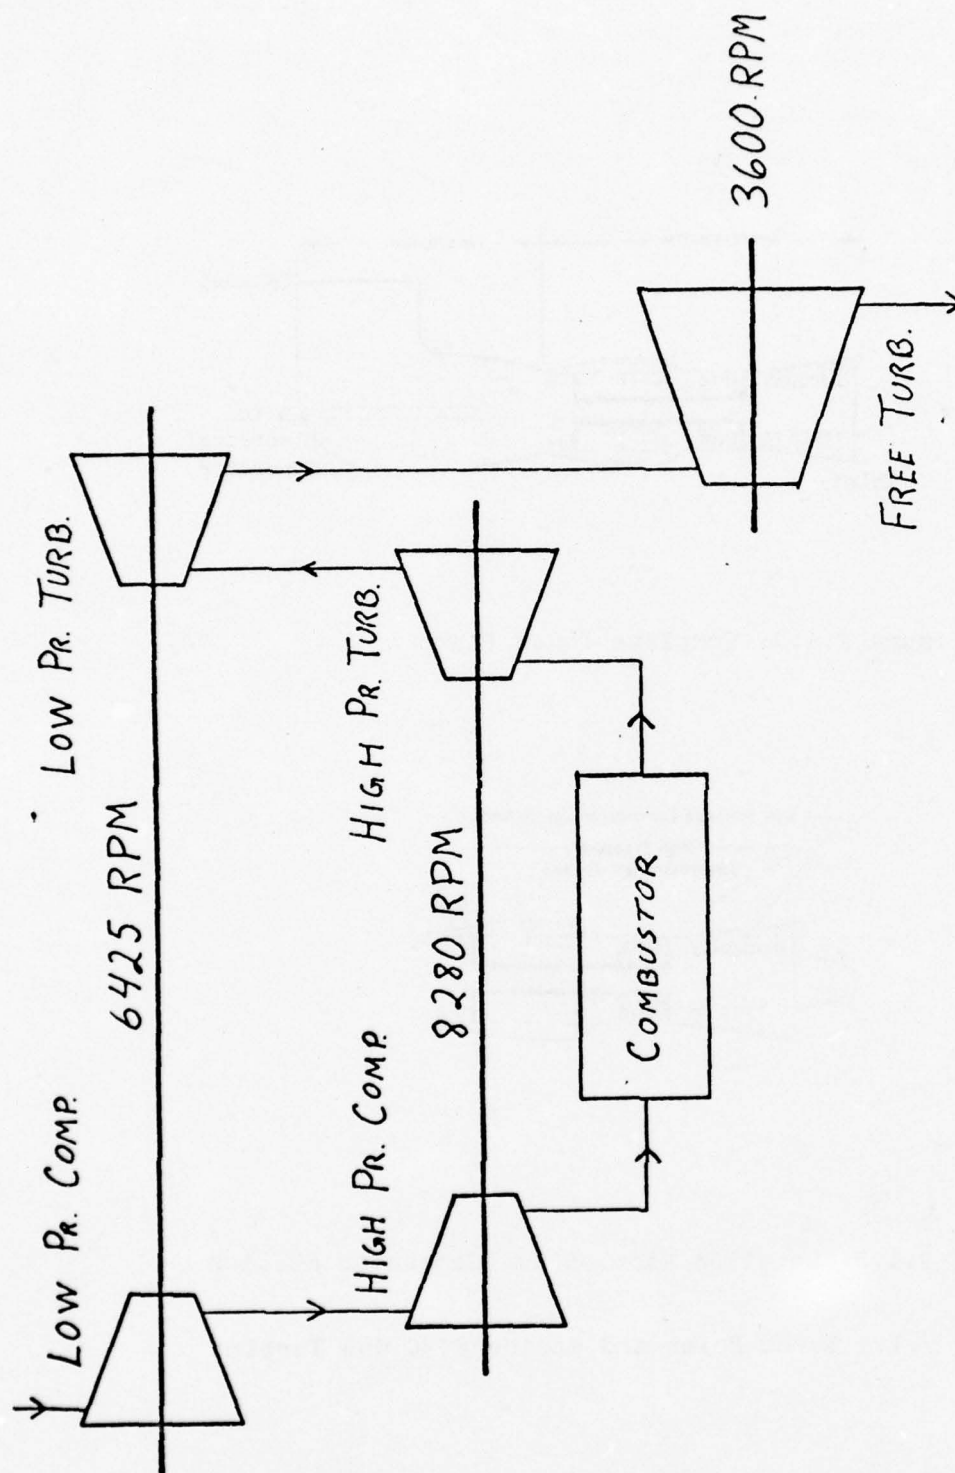 LOW PR. COMP.
6425 RPM
LOW PR. TURB.
HIGH PR. COMP.
8280 RPM
HIGH PR. TURB.
COMBUSTOR
FREE TURB.
3600 RPM